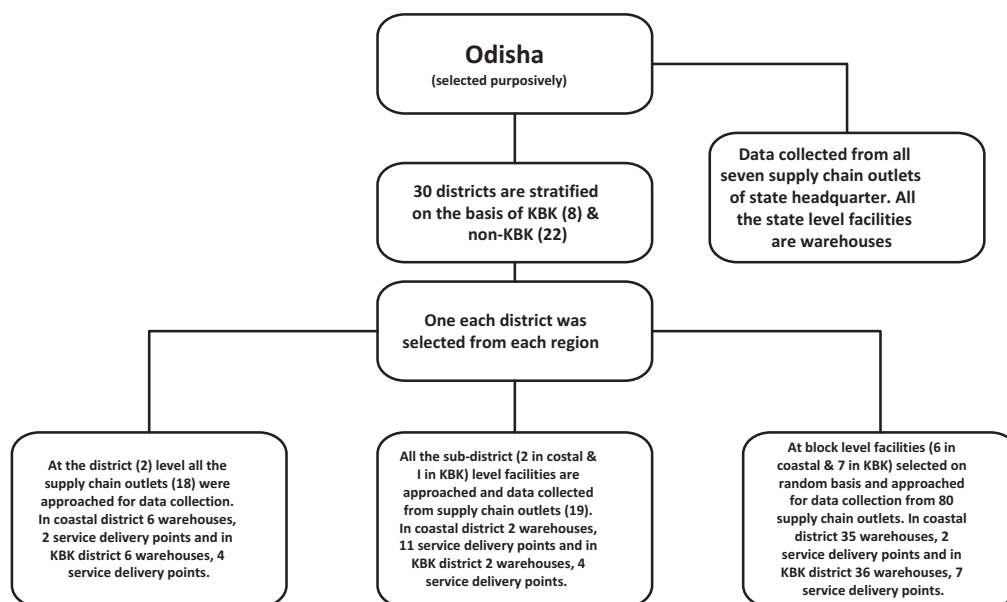 Odisha
(selected purposively)
Data collected from all
seven supply chain outlets
of state headquarter. All
the state level facilities
are warehouses
30 districts are stratified
on the basis of KBK (8) &
non-KBK (22)
One each district was
selected from each region
At the district (2) level all the
supply chain outlets (18) were
approached for data collection.
In coastal district 6 warehouses,
2 service delivery points and in
KBK district 6 warehouses, 4
service delivery points.
All the sub-district (2 in costal &
I in KBK) level facilities are
approached and data collected
from supply chain outlets (19).
In coastal district 2 warehouses,
11 service delivery points and in
KBK district 2 warehouses, 4
service delivery points.
At block level facilities (6 in
coastal & 7 in KBK) selected on
random basis and approached
for data collection from 80
supply chain outlets. In coastal
district 35 warehouses, 2
service delivery points and in
KBK district 36 warehouses, 7
service delivery points.